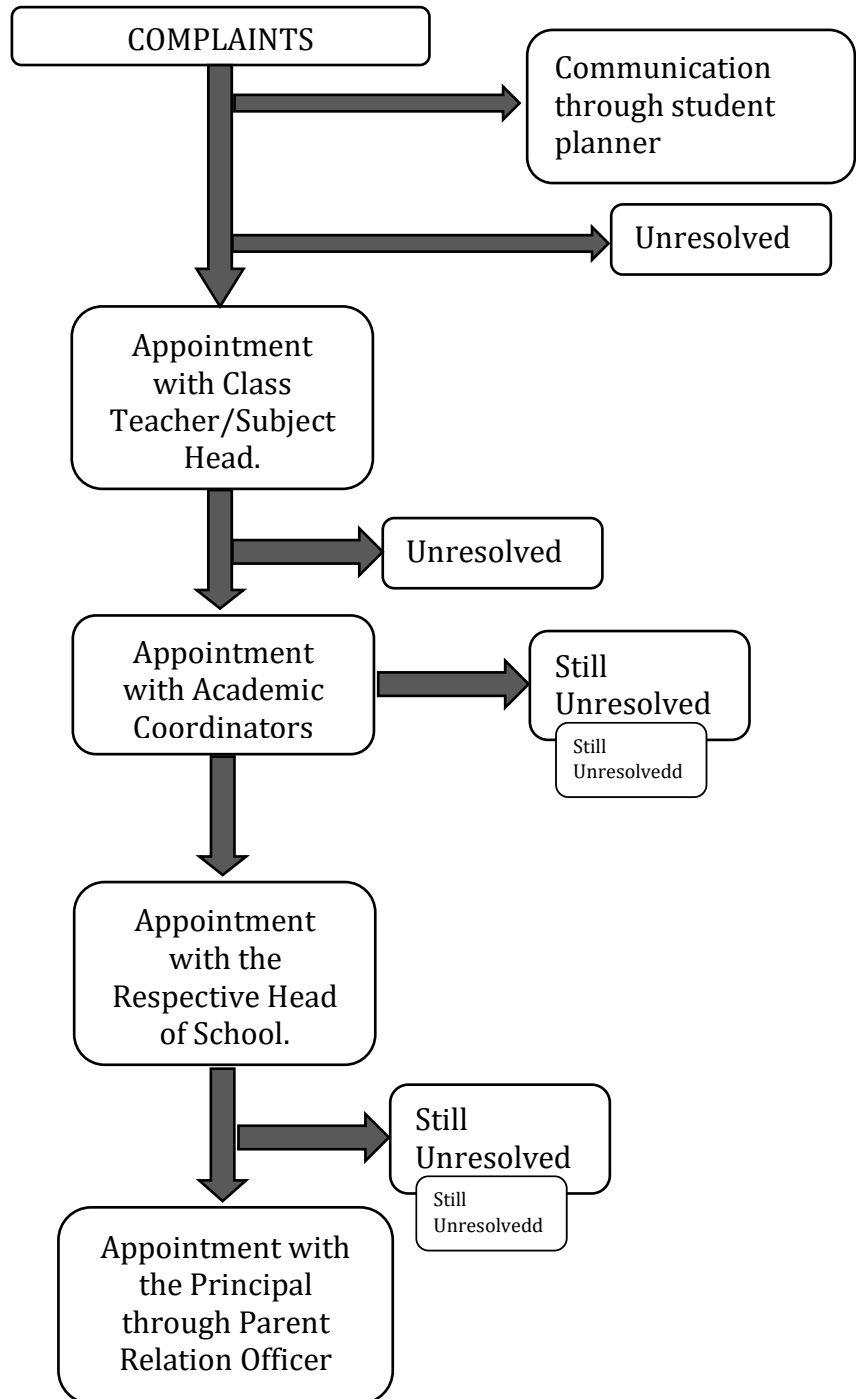 COMPLAINTS
Communication
through student
planner
Unresolved
Appointment
with Class
Teacher/Subject
Head.
Unresolved
Appointment
with Academic
Coordinators
Still
Unresolved
Still
Unresolvedd
Appointment
with the
Respective Head
of School.
Still
Unresolved
Still
Unresolvedd
Appointment with
the Principal
through Parent
Relation Officer